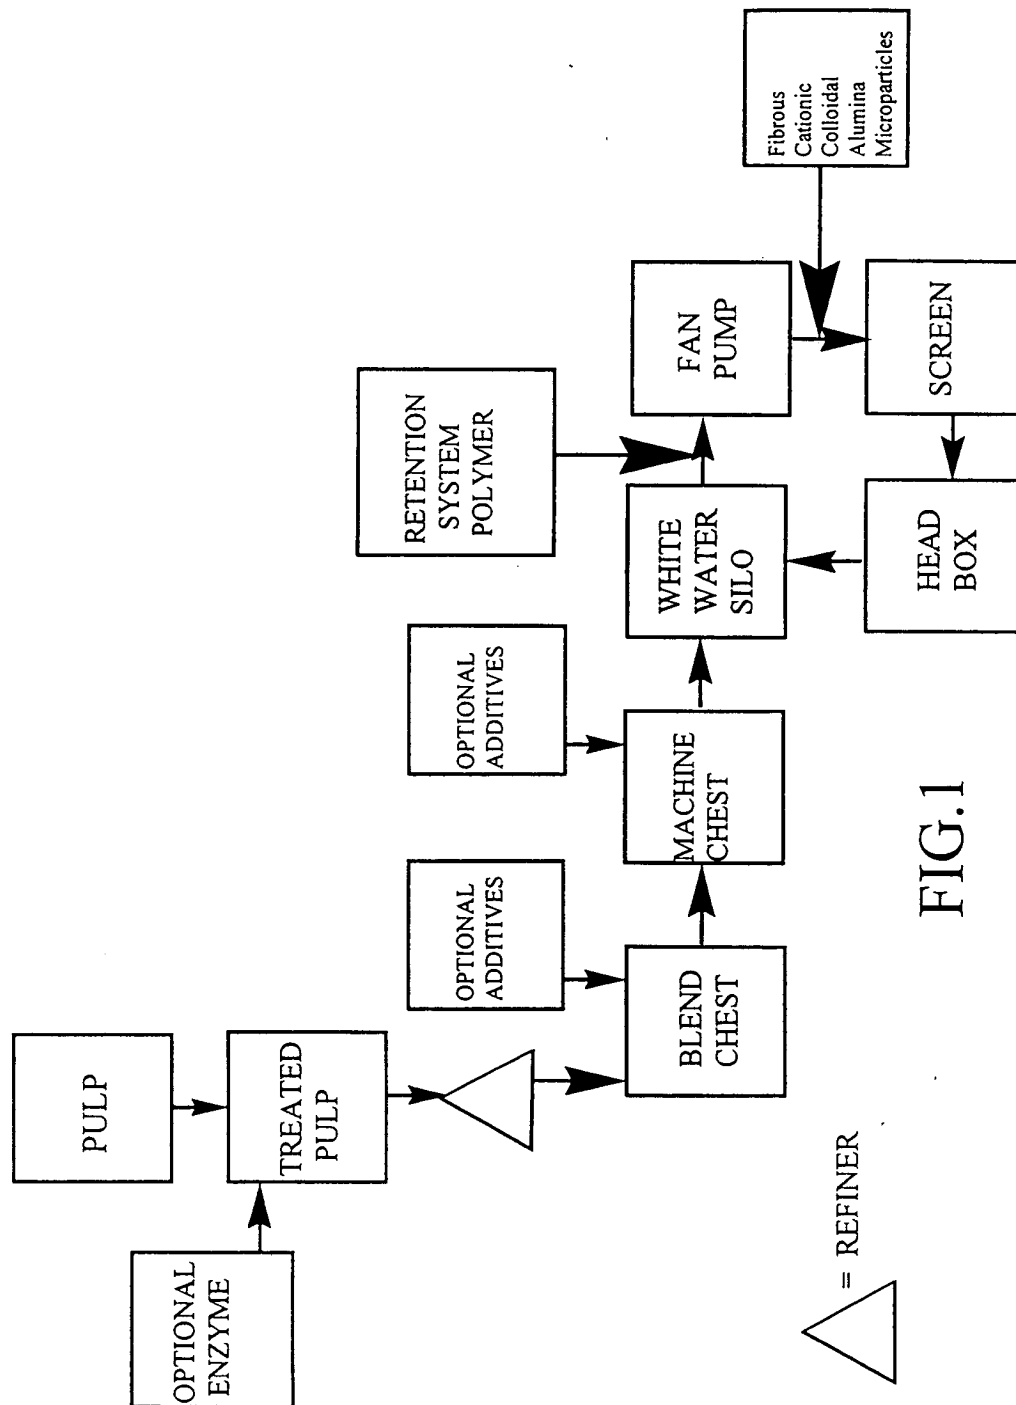 PULP
OPTIONAL
ENZYME
TREATED
PULP
OPTIONAL
ADDITIVES
OPTIONAL
ADDITIVES
RETENTION
SYSTEM
POLYMER
BLEND
CHEST
MACHINE
CHEST
WHITE
WATER
SILO
FAN
PUMP
Fibrous
Cationic
Colloidal
Alumina
Microparticles
HEAD
BOX
SCREEN
= REFINER
FIG.1